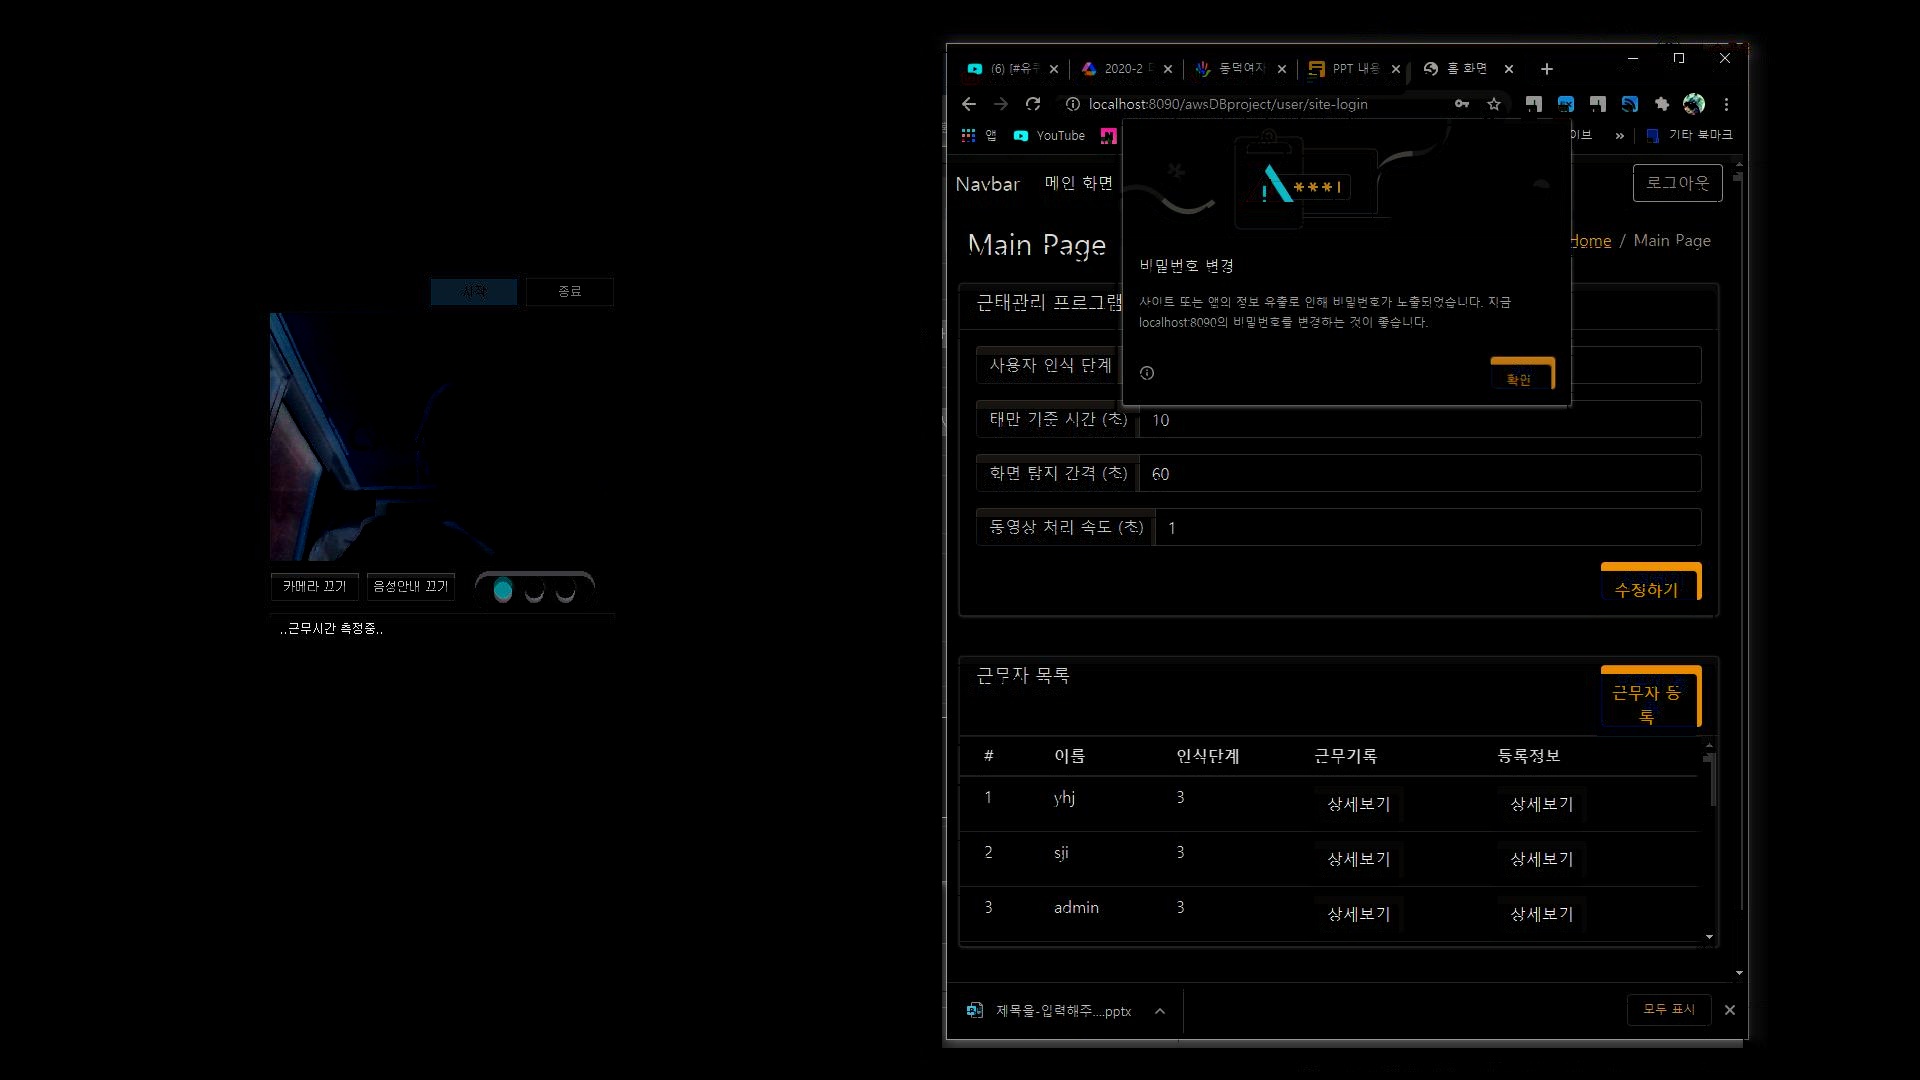 종료
카메라 끄기
음성안내 끄기
..근무시간 측정중..
(6) [#유
2020-2
동덕여자
PPT 내용
홈 화면
localhost:8090/awsDBproject/user/site-login
앱
YouTube
이브
»
기타 북마크
Navbar
메인 화면
로그아웃
Main Page
Home / Main Page
***|
비밀번호 변경
사이트 또는 앱의 정보 유출로 인해 비밀번호가 노출되었습니다. 지금
localhost:8090의 비밀번호를 변경하는 것이 좋습니다.
확인
근태관리 프로그램
사용자 인식 단계
태만 기준 시간 (초) 10
화면 탐지 간격 (초) 60
동영상 처리 속도 (초) 1
수정하기
근무자 목록
근무자 등
록
# 이름 인식단계 근무기록 등록정보
1 yhj 3 상세보기 상세보기
2 sji 3 상세보기 상세보기
3 admin 3 상세보기 상세보기
제목을-입력해주....pptx
모두 표시